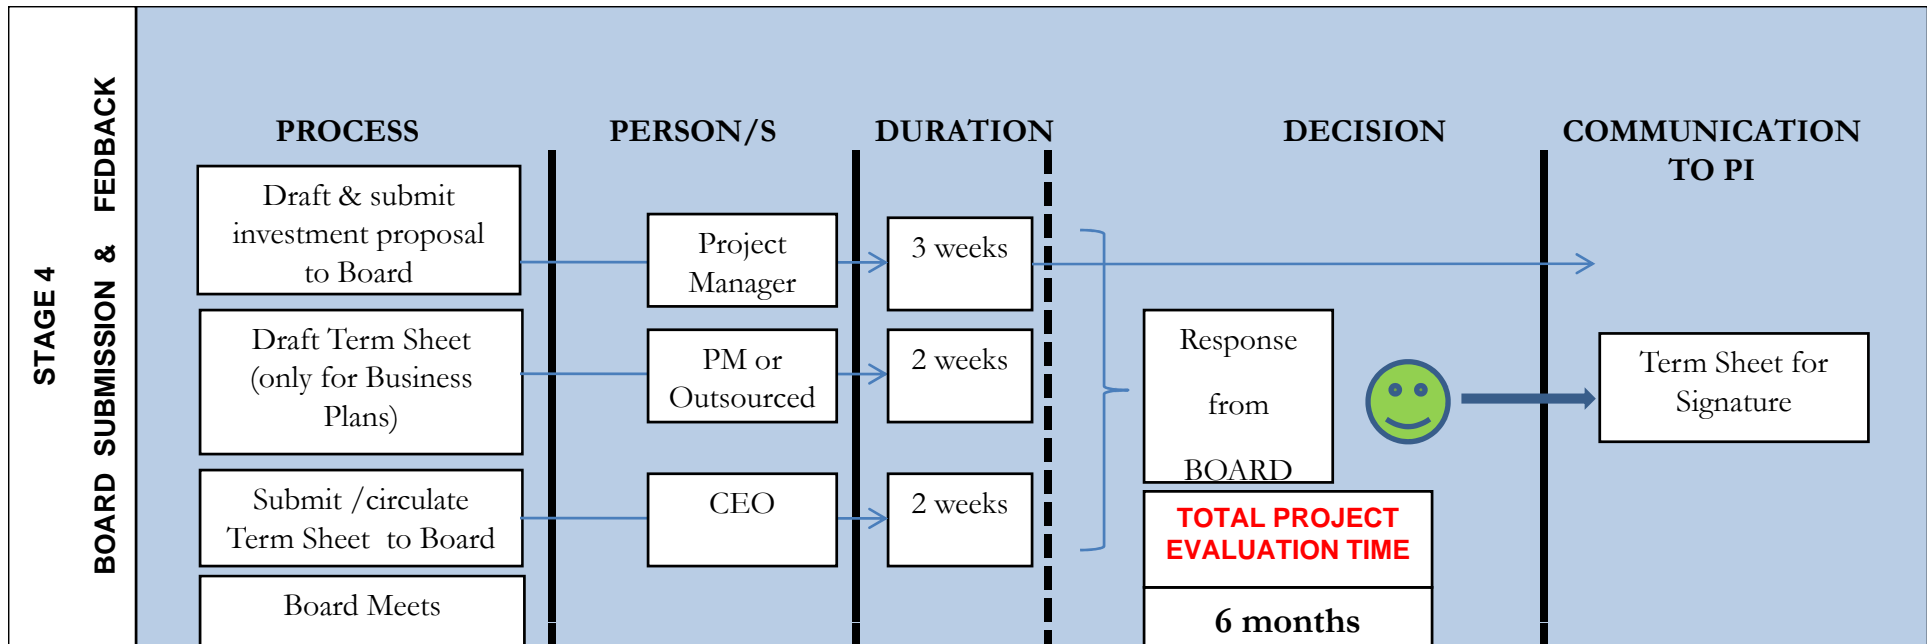 STAGE 4
BOARD SUBMISSION & FEDBACK
PROCESS
PERSON/S
DURATION
DECISION
COMMUNICATION
TO PI
Draft & submit
investment proposal
to Board
Project
Manager
3 weeks
Draft Term Sheet
(only for Business
Plans)
PM or
Outsourced
2 weeks
Response
from
BOARD
Term Sheet for
Signature
Submit /circulate
Term Sheet to Board
CEO
2 weeks
TOTAL PROJECT
EVALUATION TIME
6 months
Board Meets